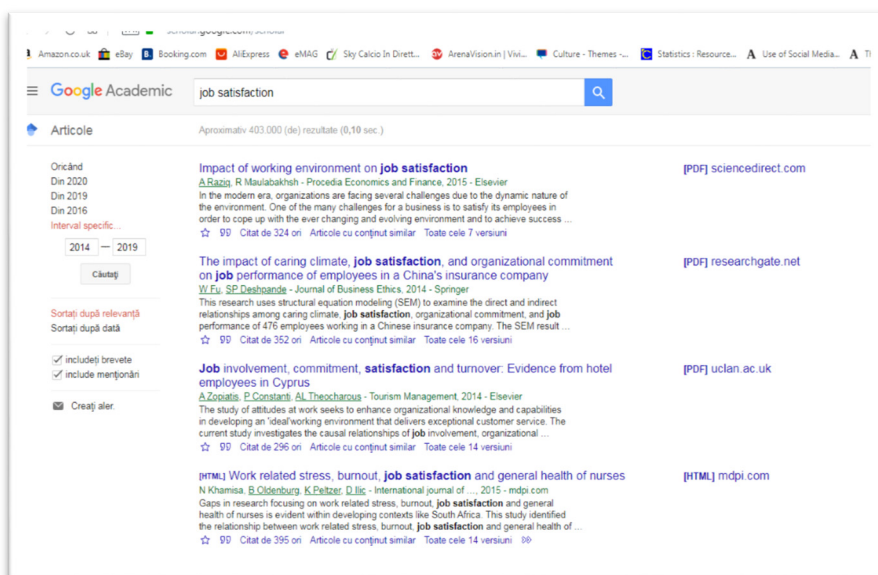 Amazon.co.uk eBay Booking.com AliExpress eMAG Sky Calcio In Dirett... ArenaVision.in | Vivi... Culture - Themes -... Statistics : Resource... Use of Social Media...
Google Academic
job satisfaction
Articole
Aproximativ 403.000 (de) rezultate (0,10 sec.)
Oricând
Din 2020
Din 2019
Din 2016
Interval specific...
2014 — 2019
Căutați
Sortați după relevanță
Sortați după dată
includeți brevete
include menționări
Creați aler.
Impact of working environment on job satisfaction
A Raziq, R Maulabakhsh - Procedia Economics and Finance, 2015 - Elsevier
In the modern era, organizations are facing several challenges due to the dynamic nature of
the environment. One of the many challenges for a business is to satisfy its employees in
order to cope up with the ever changing and evolving environment and to achieve success ...
Citat de 324 ori Articole cu conținut similar Toate cele 7 versiuni
[PDF] sciencedirect.com
The impact of caring climate, job satisfaction, and organizational commitment
on job performance of employees in a China's insurance company
W Fu, SP Deshpande - Journal of Business Ethics, 2014 - Springer
This research uses structural equation modeling (SEM) to examine the direct and indirect
relationships among caring climate, job satisfaction, organizational commitment, and job
performance of 476 employees working in a Chinese insurance company. The SEM result ...
Citat de 352 ori Articole cu conținut similar Toate cele 16 versiuni
[PDF] researchgate.net
Job involvement, commitment, satisfaction and turnover: Evidence from hotel
employees in Cyprus
A Zopiatis, P Constanti, AL Theocharous - Tourism Management, 2014 - Elsevier
The study of attitudes at work seeks to enhance organizational knowledge and capabilities
in developing an 'ideal'working environment that delivers exceptional customer service. The
current study investigates the causal relationships of job involvement, organizational ...
Citat de 296 ori Articole cu conținut similar Toate cele 14 versiuni
[PDF] uclan.ac.uk
[HTML] Work related stress, burnout, job satisfaction and general health of nurses
N Khamisa, B Oldenburg, K Peltzer, D Ilic - International journal of ..., 2015 - mdpi.com
Gaps in research focusing on work related stress, burnout, job satisfaction and general
health of nurses is evident within developing contexts like South Africa. This study identified
the relationship between work related stress, burnout, job satisfaction and general health of ...
Citat de 395 ori Articole cu conținut similar Toate cele 14 versiuni
[HTML] mdpi.com